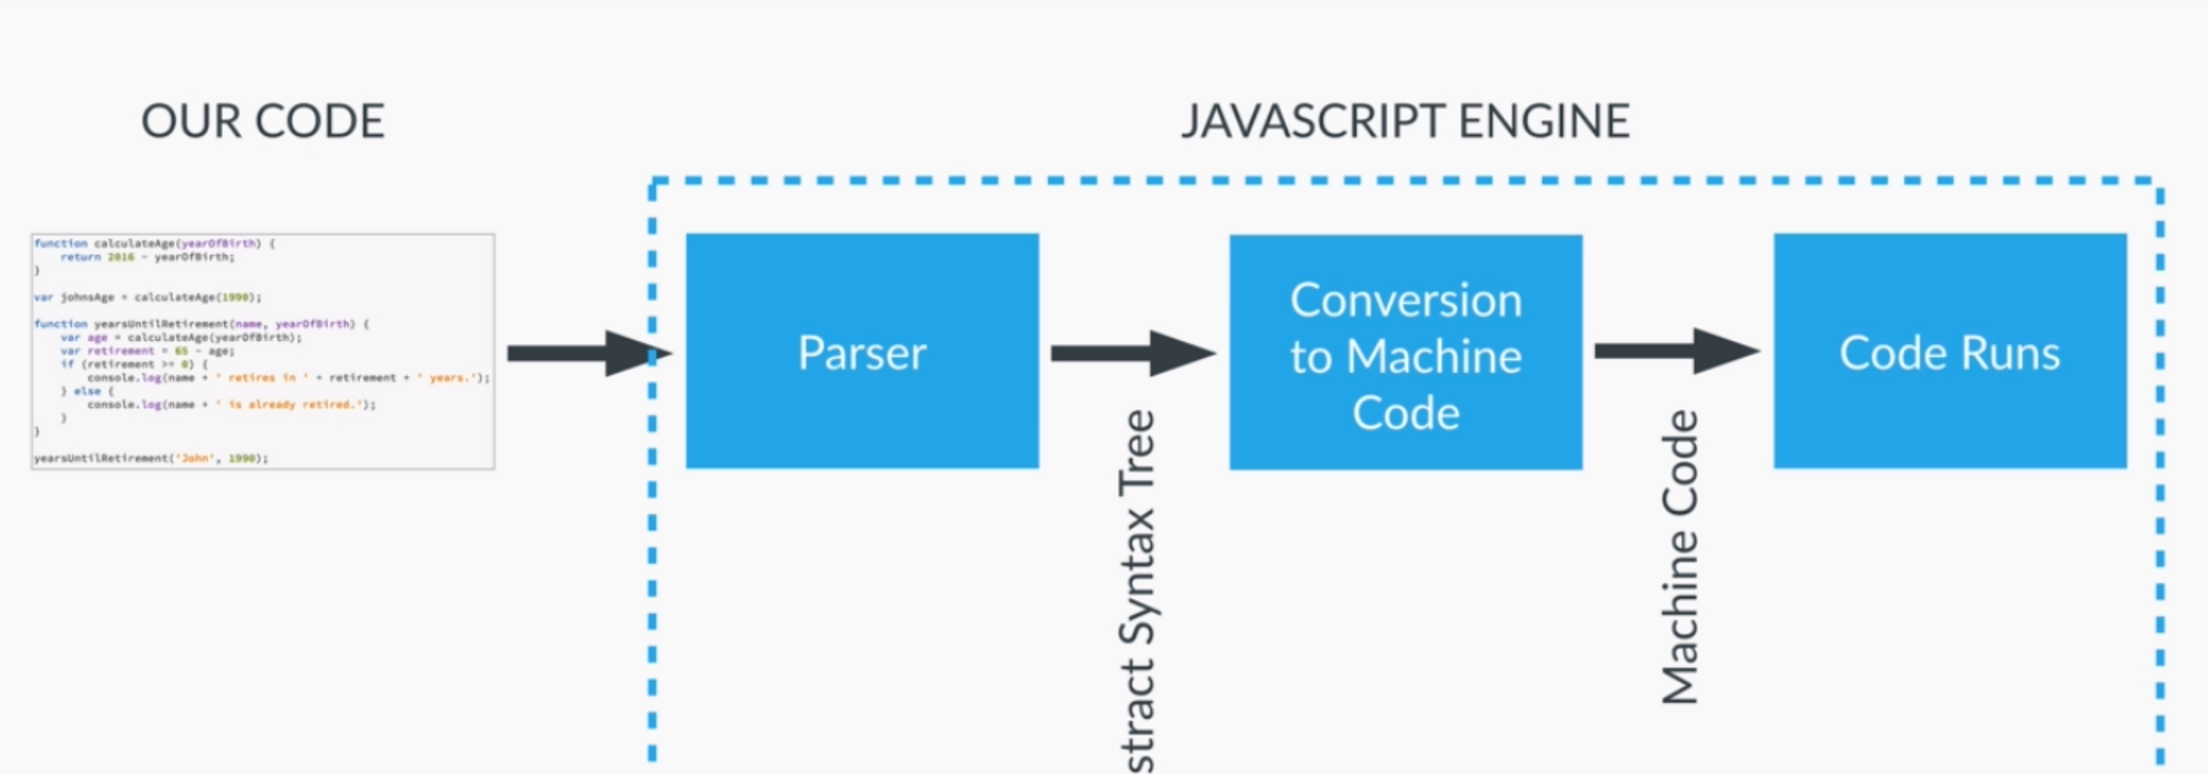 OUR CODE
JAVASCRIPT ENGINE
function calculateAge(yearOfBirth) {
return 2016 - yearOfBirth;
}
var johnsAge = calculateAge(1990);
function yearsUntilRetirement(name, yearOfBirth) {
var age = calculateAge(yearOfBirth);
var retirement = 65 - age;
if (retirement >= 0) {
console.log(name + ' retires in ' + retirement + ' years.');
} else {
console.log(name + ' is already retired.');
}
}
yearsUntilRetirement('John', 1990);
Parser
stract Syntax Tree
Conversion
to Machine
Code
Machine Code
Code Runs